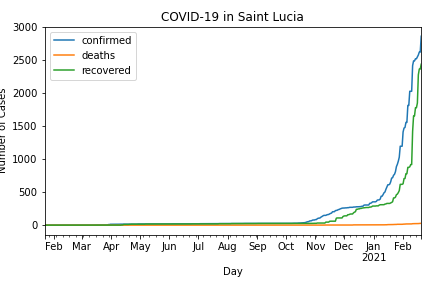 COVID-19 in Saint Lucia
confirmed
deaths
recovered
Number of Cases
3000
2500
2000
1500
1000
500
0
Feb Mar Apr May Jun Jul Aug Sep Oct Nov Dec Jan Feb
2021
Day